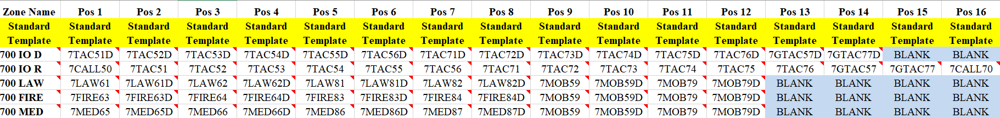 Zone Name Pos 1 Pos 2 Pos 3 Pos 4 Pos 5 Pos 6 Pos 7 Pos 8 Pos 9 Pos 10 Pos 11 Pos 12 Pos 13 Pos 14 Pos 15 Pos 16
Standard Standard Standard Standard Standard Standard Standard Standard Standard Standard Standard Standard Standard Standard Standard Standard Standard
Template Template Template Template Template Template Template Template Template Template Template Template Template Template Template Template Template
700 IO D 7TAC51D 7TAC52D 7TAC53D 7TAC54D 7TAC55D 7TAC56D 7TAC71D 7TAC72D 7TAC73D 7TAC74D 7TAC75D 7TAC76D 7GTAC57D 7GTAC77D BLANK BLANK
700 IO R 7CALL50 7TAC51 7TAC52 7TAC53 7TAC54 7TAC55 7TAC56 7TAC71 7TAC72 7TAC73 7TAC74 7TAC75 7TAC76 7GTAC57 7GTAC77 7CALL70
700 LAW 7LAW61 7LAW61D 7LAW62 7LAW62D 7LAW81 7LAW81D 7LAW82 7LAW82D 7MOB59 7MOB59D 7MOB79 7MOB79D BLANK BLANK BLANK BLANK
700 FIRE 7FIRE63 7FIRE63D 7FIRE64 7FIRE64D 7FIRE83 7FIRE83D 7FIRE84 7FIRE84D 7MOB59 7MOB59D 7MOB79 7MOB79D BLANK BLANK BLANK BLANK
700 MED 7MED65 7MED65D 7MED66 7MED66D 7MED86 7MED86D 7MED87 7MED87D 7MOB59 7MOB59D 7MOB79 7MOB79D BLANK BLANK BLANK BLANK